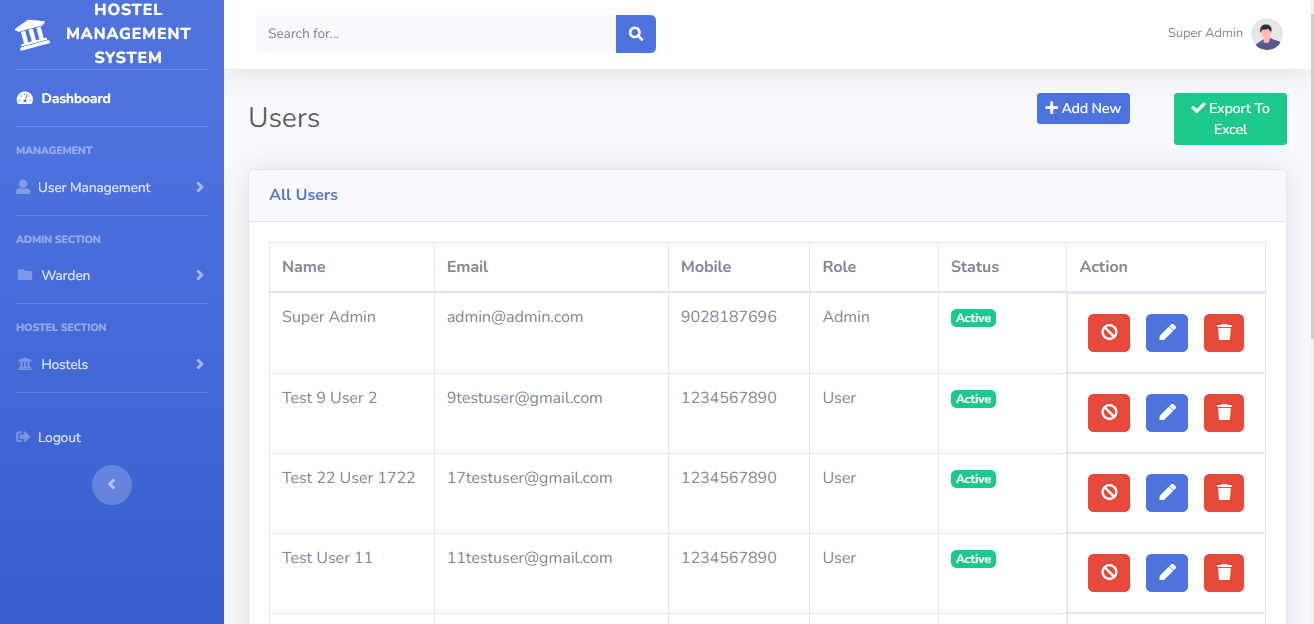 HOSTEL
MANAGEMENT
SYSTEM
Dashboard
MANAGEMENT
User Management
ADMIN SECTION
Warden
HOSTEL SECTION
Hostels
Logout
Search for...
Super Admin
Users
Add New
Export To
Excel
All Users
Name Email Mobile Role Status Action
Super Admin admin@admin.com 9028187696 Admin Active
Test 9 User 2 9testuser@gmail.com 1234567890 User Active
Test 22 User 1722 17testuser@gmail.com 1234567890 User Active
Test User 11 11testuser@gmail.com 1234567890 User Active